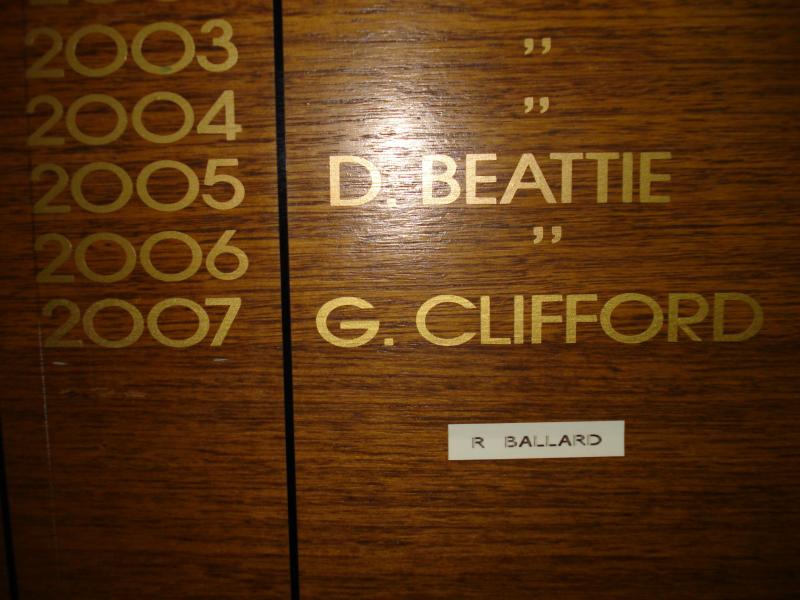 2003 ”
2004 ”
2005 D. BEATTIE
2006 ”
2007 G. CLIFFORD
R BALLARD